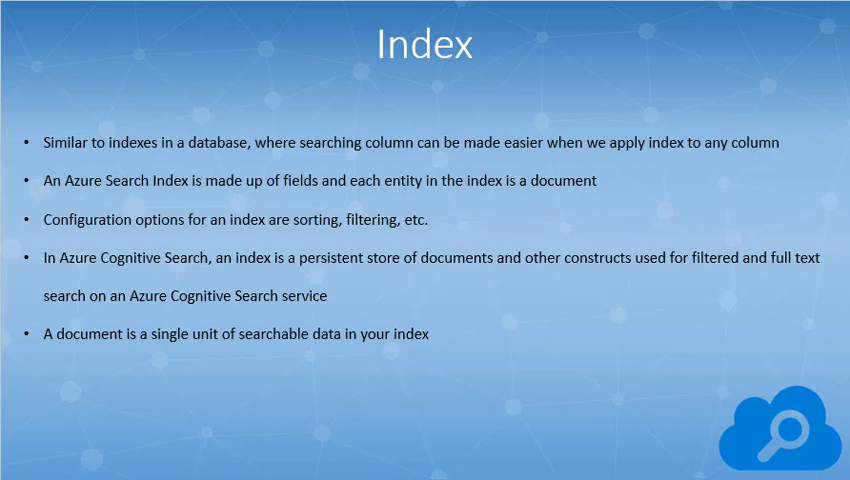 Index
• Similar to indexes in a database, where searching column can be made easier when we apply index to any column
• An Azure Search Index is made up of fields and each entity in the index is a document
• Configuration options for an index are sorting, filtering, etc.
• In Azure Cognitive Search, an index is a persistent store of documents and other constructs used for filtered and full text
search on an Azure Cognitive Search service
• A document is a single unit of searchable data in your index